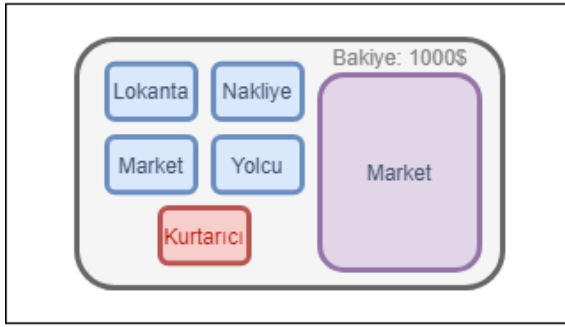 Bakiye: 1000$
Lokanta
Nakliye
Market
Yolcu
Market
Kurtarıcı